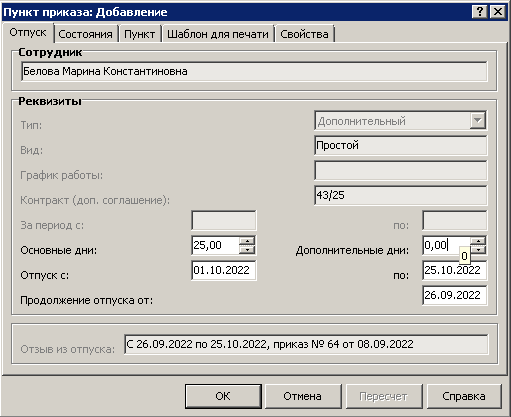 Пункт приказа: Добавление
Отпуск Состояния Пункт Шаблон для печати Свойства
Сотрудник
Белова Марина Константиновна
Реквизиты
Тип: Дополнительный
Вид: Простой
График работы:
Контракт (доп. соглашение): 43/25
За период с: по:
Основные дни: 25,00 Дополнительные дни: 0,00
0
Отпуск с: 01.10.2022 по: 25.10.2022
Продолжение отпуска от: 26.09.2022
Отзыв из отпуска: С 26.09.2022 по 25.10.2022, приказ № 64 от 08.09.2022
ОК Отмена Пересчет Справка